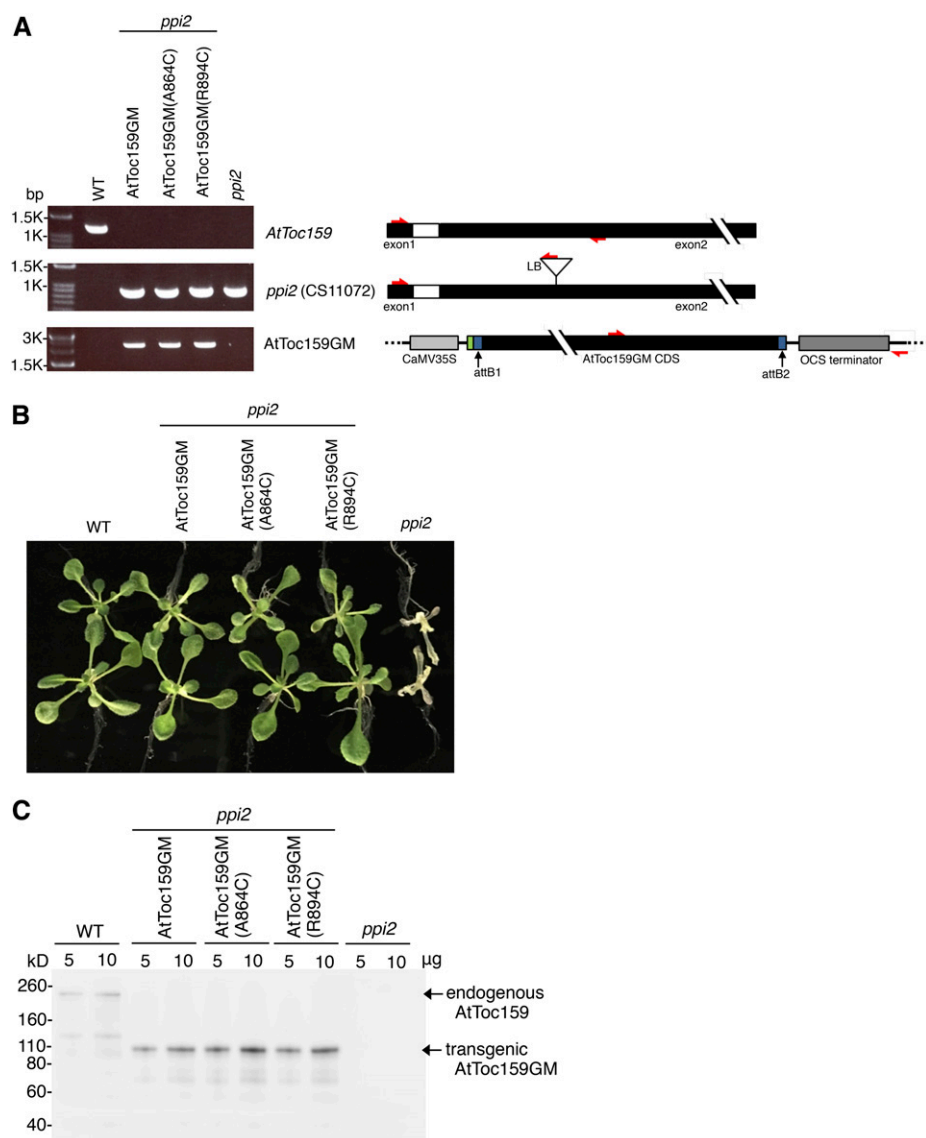 A
ppi2
WT
AtToc159GM
AtToc159GM(A864C)
AtToc159GM(R894C)
ppi2
bp
1.5K-
1K-
AtToc159
exon1
exon2
1.5K-
1K-
ppi2 (CS11072)
LB
exon1
exon2
3K-
1.5K-
AtToc159GM
CaMV35S
attB1
AtToc159GM CDS
attB2
OCS terminator
B
ppi2
WT
AtToc159GM
AtToc159GM
(A864C)
AtToc159GM
(R894C)
ppi2
C
ppi2
WT
AtToc159GM
AtToc159GM
(A864C)
AtToc159GM
(R894C)
ppi2
kD 5 10 5 10 5 10 5 10 5 10 µg
260-
160-
110-
80-
60-
40-
endogenous
AtToc159
transgenic
AtToc159GM